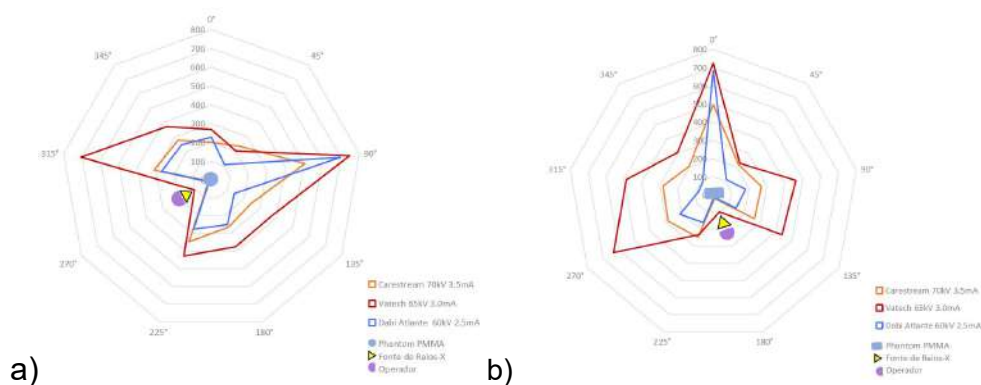 0°
800
700
600
500
400
300
200
100
45°
90°
135°
180°
225°
270°
315°
345°
Carestream 70kV 3.5mA
Vatech 65kV 3.0mA
Dabi Atlante 60kV 2.5mA
Phantom PMMA
Fonte de Raios-X
Operador
a)
0°
800
700
600
500
400
300
200
100
45°
90°
135°
180°
225°
270°
315°
345°
Carestream 70kV 3.5mA
Vatech 65kV 3.0mA
Dabi Atlante 60kV 2.5mA
Phantom PMMA
Fonte de Raios-X
Operador
b)